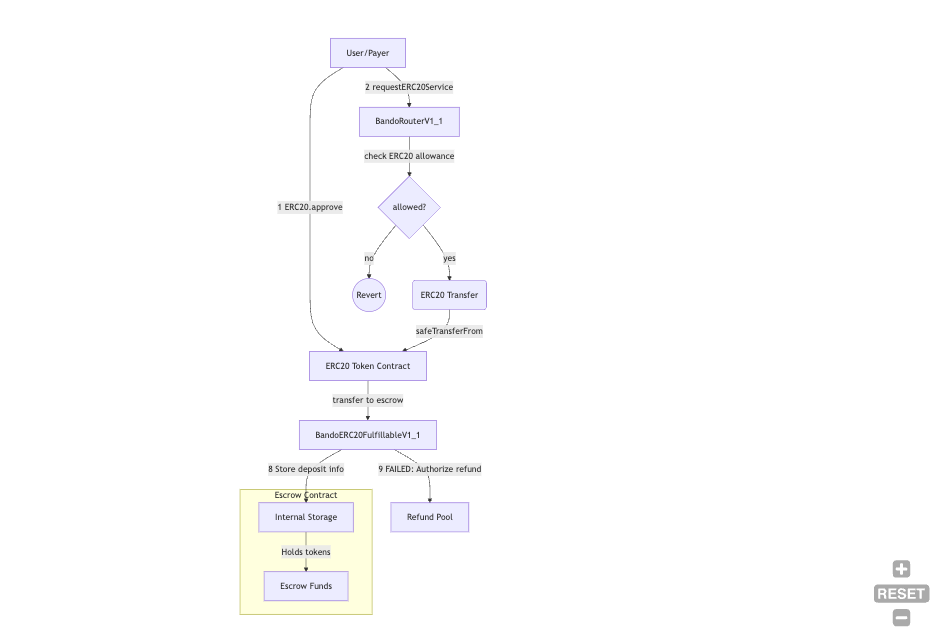 User/Payer
2 requestERC20Service
BandoRouterV1_1
check ERC20 allowance
1 ERC20.approve
allowed?
no
yes
Revert
ERC20 Transfer
safeTransferFrom
ERC20 Token Contract
transfer to escrow
BandoERC20FulfillableV1_1
8 Store deposit info
9 FAILED: Authorize refund
Escrow Contract
Internal Storage
Refund Pool
Holds tokens
Escrow Funds
RESET